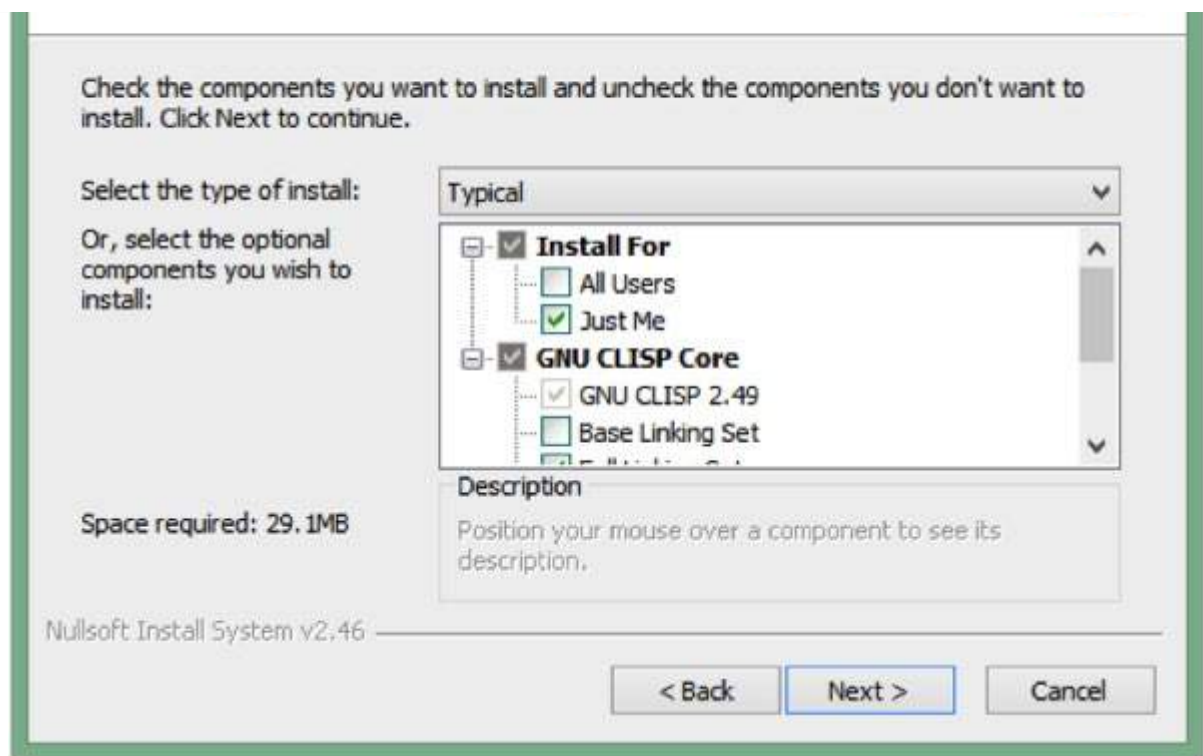 Check the components you want to install and uncheck the components you don't want to
install. Click Next to continue.
Select the type of install:
Typical
Or, select the optional
components you wish to
install:
Install For
All Users
Just Me
GNU CLISP Core
GNU CLISP 2.49
Base Linking Set
Space required: 29.1MB
Description
Position your mouse over a component to see its
description.
Nullsoft Install System v2.46
< Back
Next >
Cancel